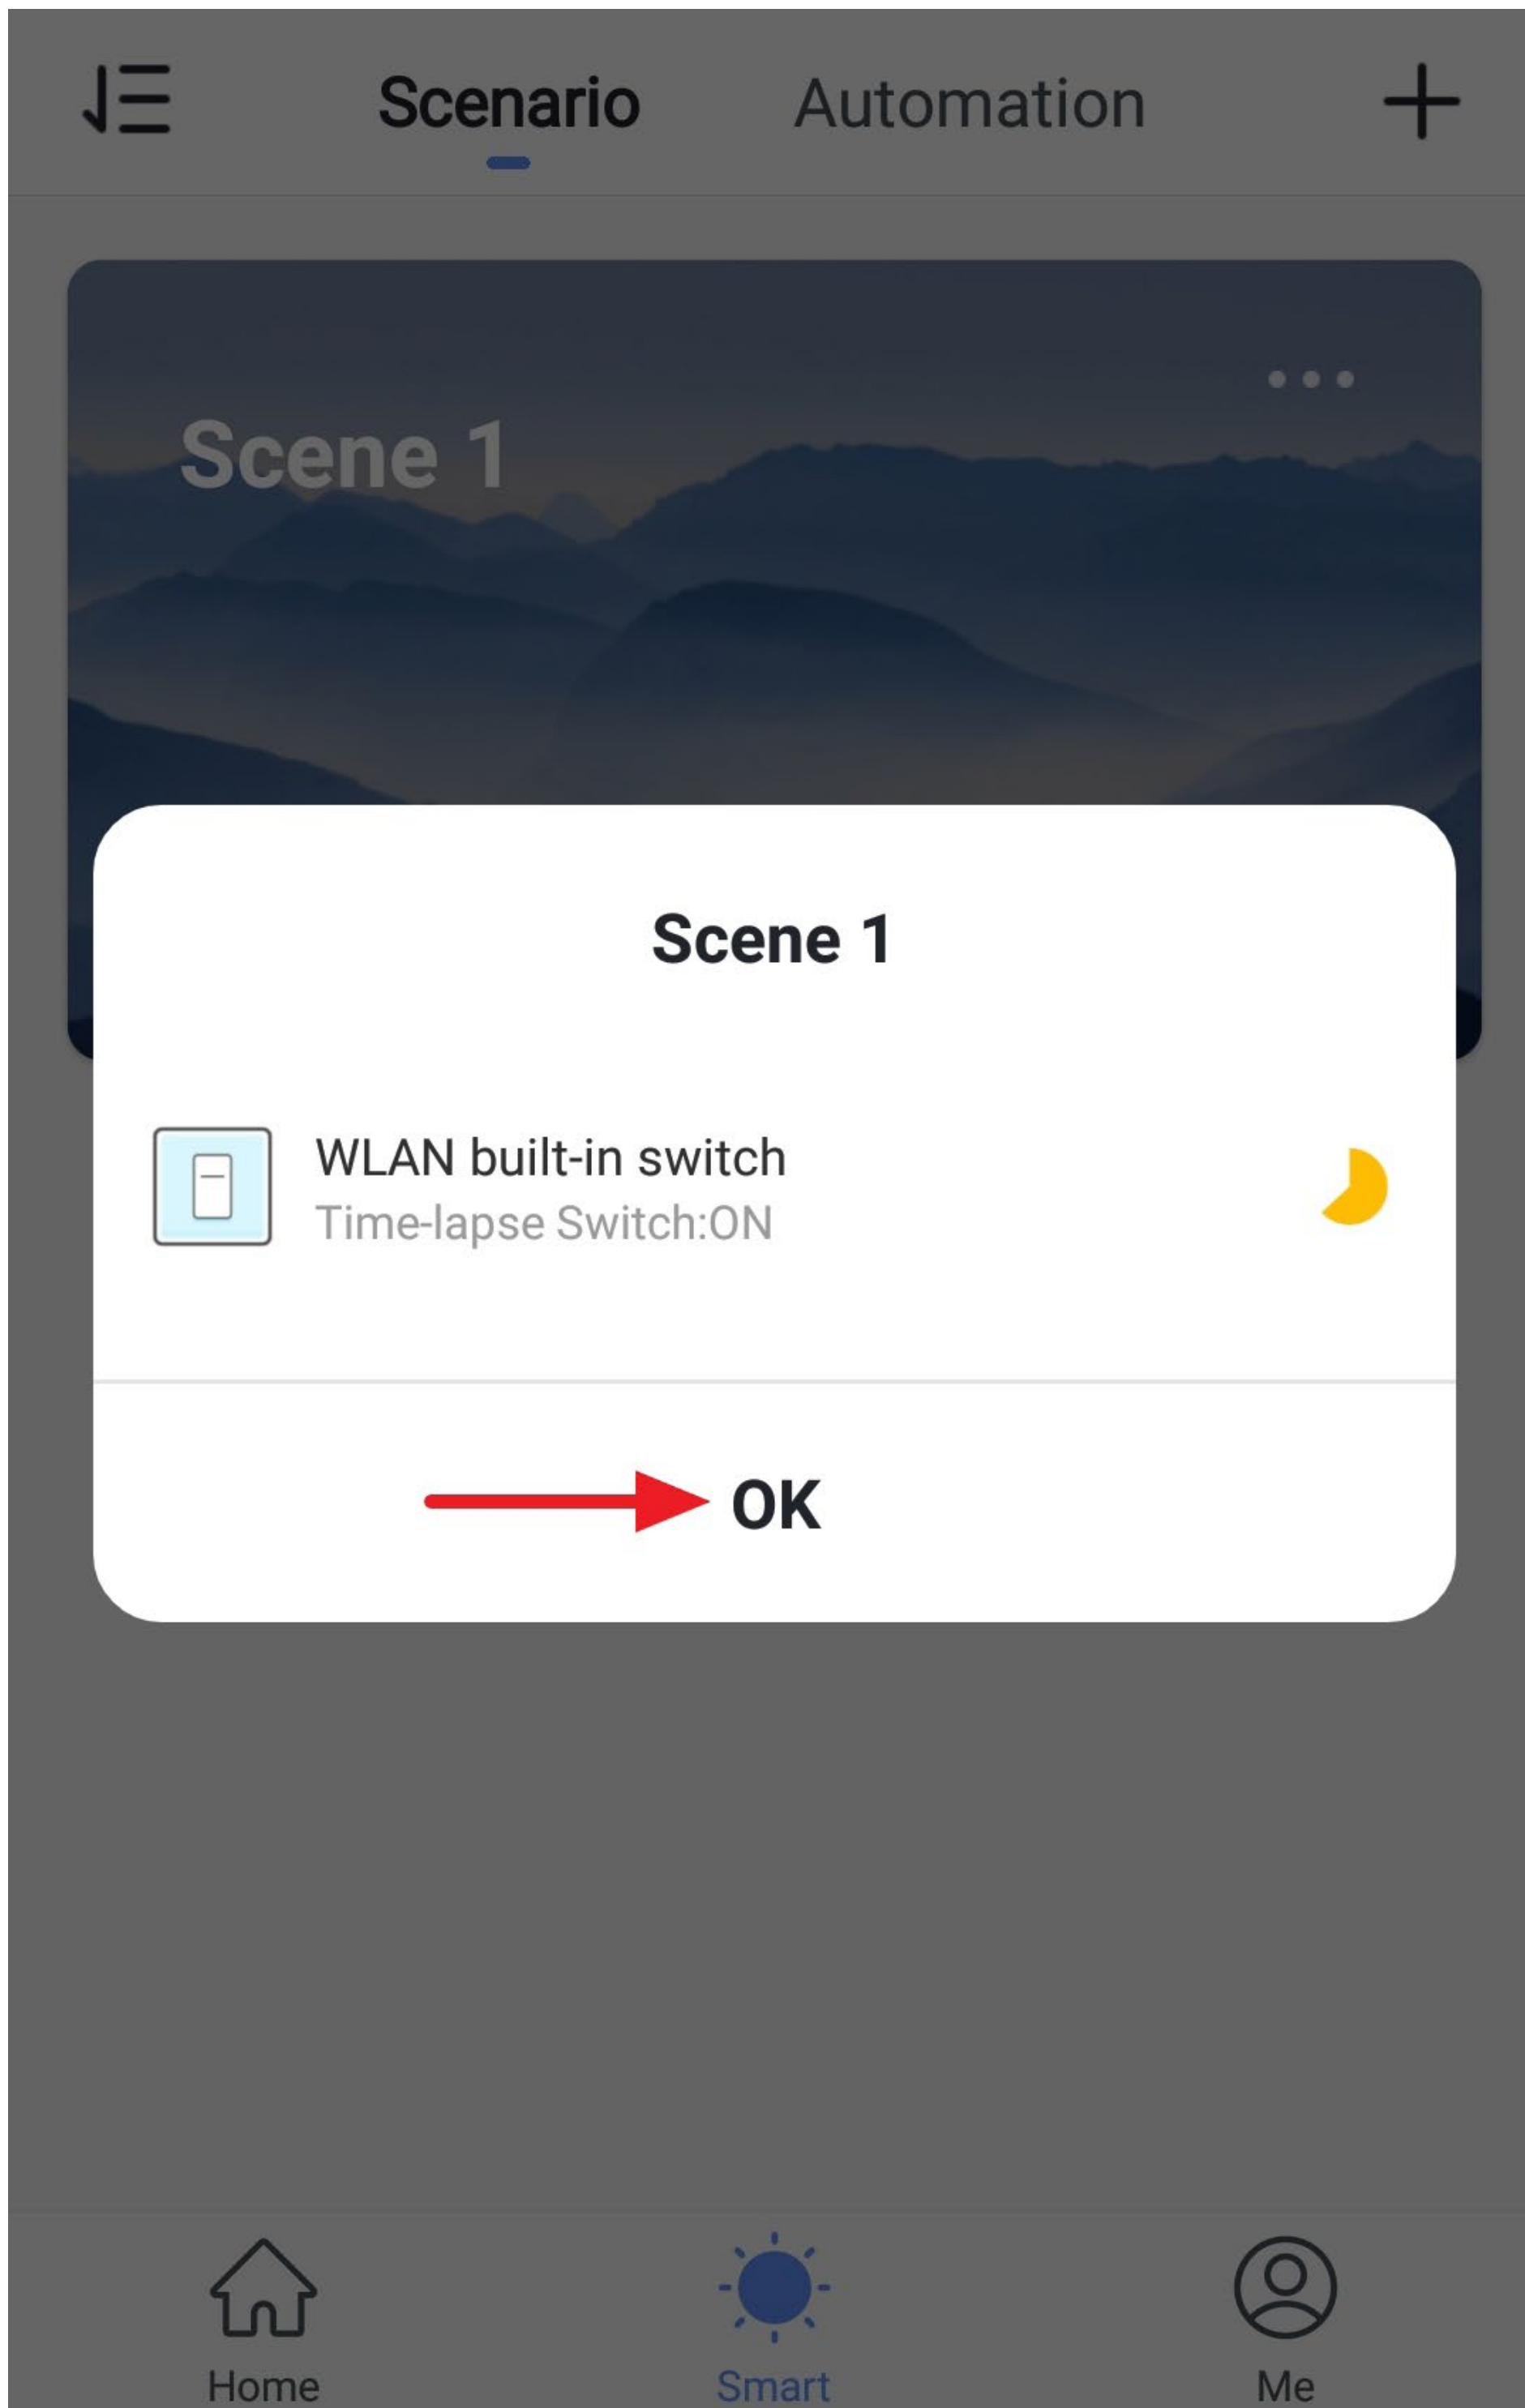 Scenario Automation
Scene 1
Scene 1
WLAN built-in switch
Time-lapse Switch:ON
OK
Home Smart Me